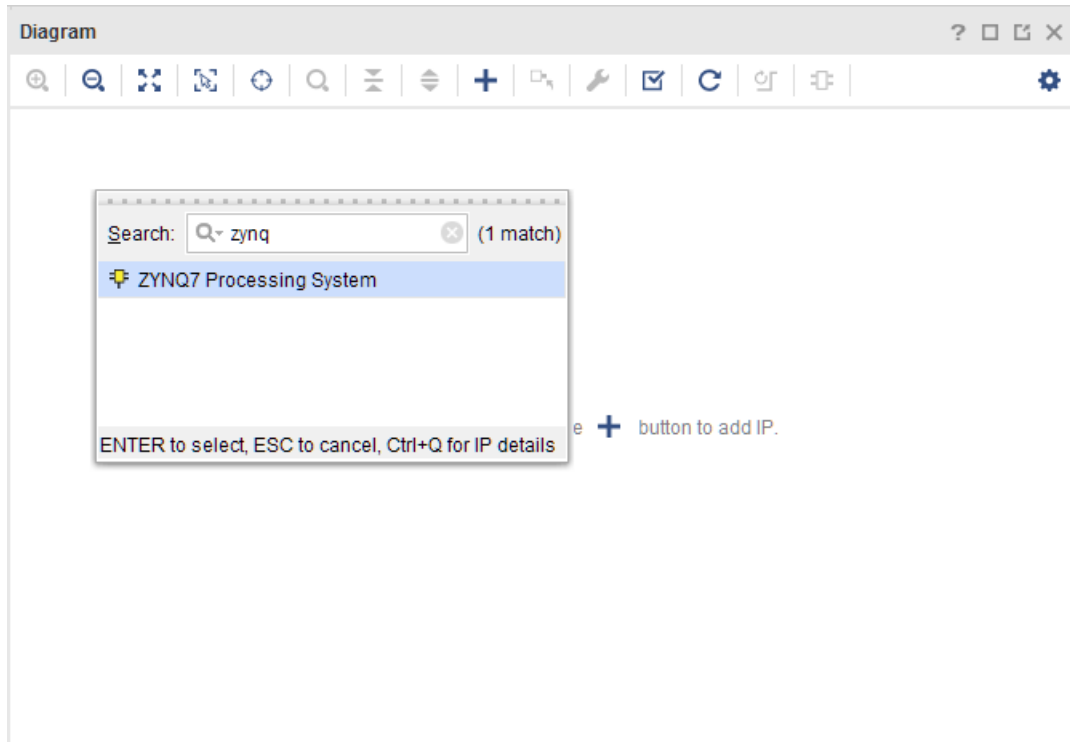 Diagram
Search: zynq (1 match)
ZYNQ7 Processing System
e + button to add IP.
ENTER to select, ESC to cancel, Ctrl+Q for IP details